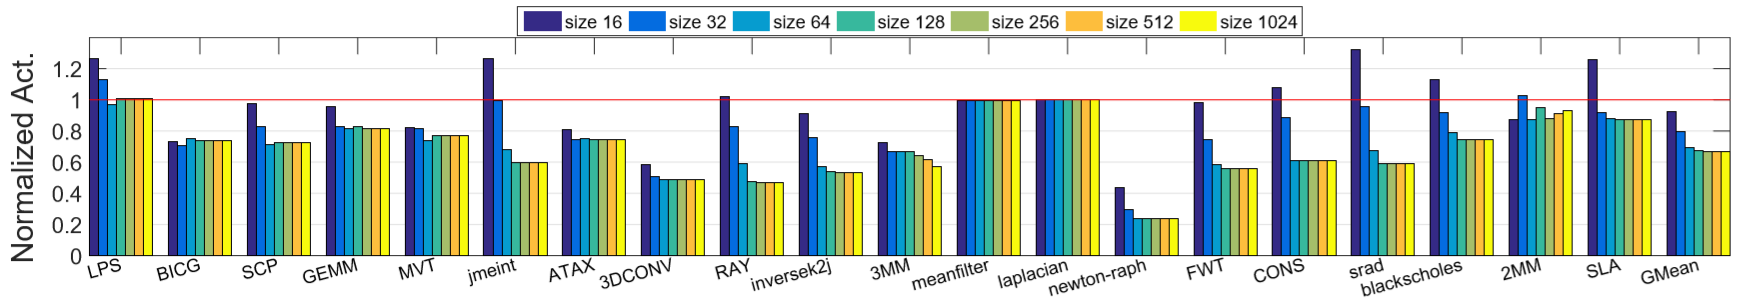 size 16 size 32 size 64 size 128 size 256 size 512 size 1024
Normalized Act.
1.2
1
0.8
0.6
0.4
0.2
0
LPS BICG SCP GEMM MVT jmeint ATAX 3DCONV RAY inversek2j 3MM meanfilter laplacian newton-raph FWT CONS srad blackscholes 2MM SLA GMean